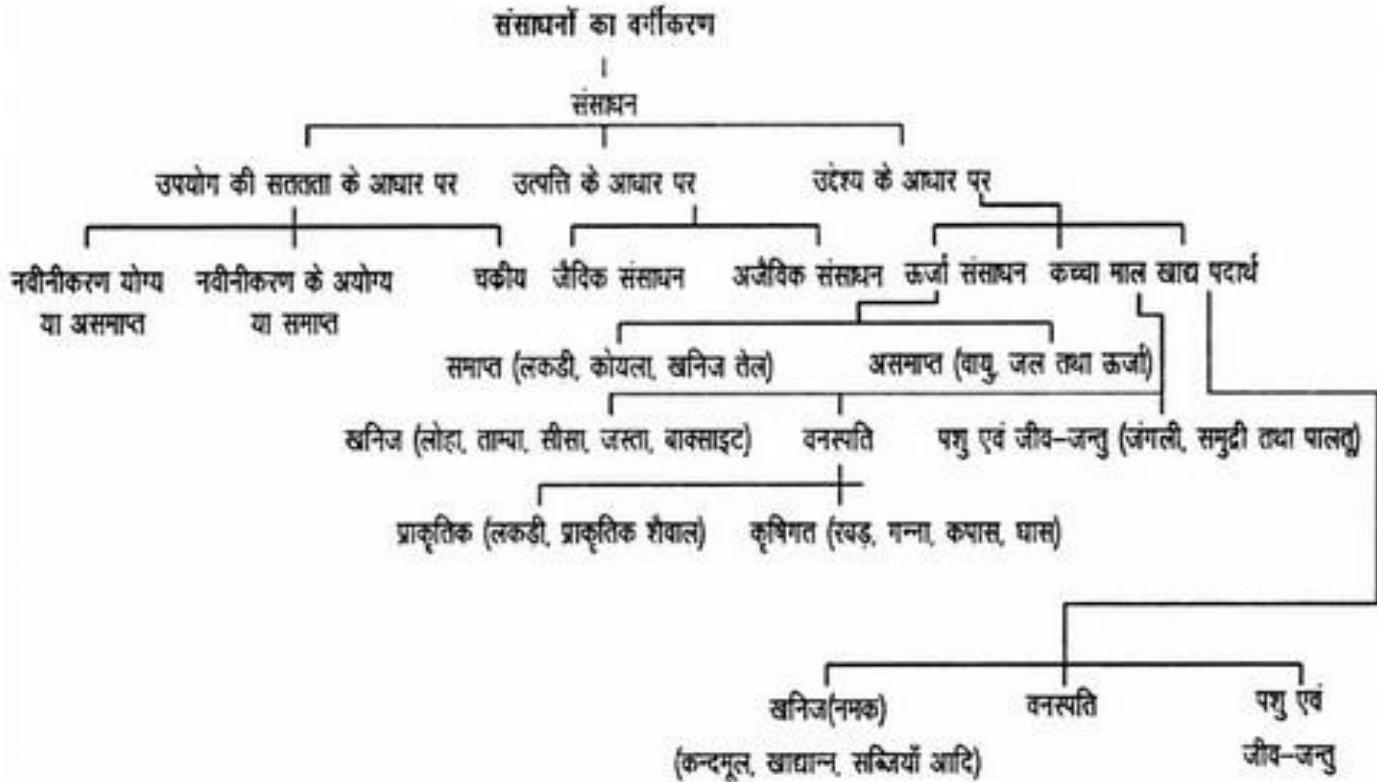 संसाधनों का वर्गीकरण
संसाधन
उपयोग की सततता के आधार पर उत्पत्ति के आधार पर उद्देश्य के आधार पर
नवीनीकरण योग्य नवीनीकरण के अयोग्य चक्रीय जैविक संसाधन अजैविक संसाधन ऊर्जा संसाधन कच्चा माल खाद्य पदार्थ
या असमाप्त या समाप्त
समाप्त (लकडी, कोयला, खनिज तेल) असमाप्त (वायु, जल तथा ऊर्जा)
खनिज (लोहा, ताम्बा, सीसा, जस्ता, बाक्साइट) वनस्पति पशु एवं जीव–जन्तु (जंगली, समुद्री तथा पालतू)
प्राकृतिक (लकडी, प्राकृतिक शैवाल) कृषिगत (रबड़, गन्ना, कपास, घास)
खनिज(नमक) वनस्पति पशु एवं
(कन्दमूल, खाद्यान्न, सब्जियाँ आदि) जीव–जन्तु